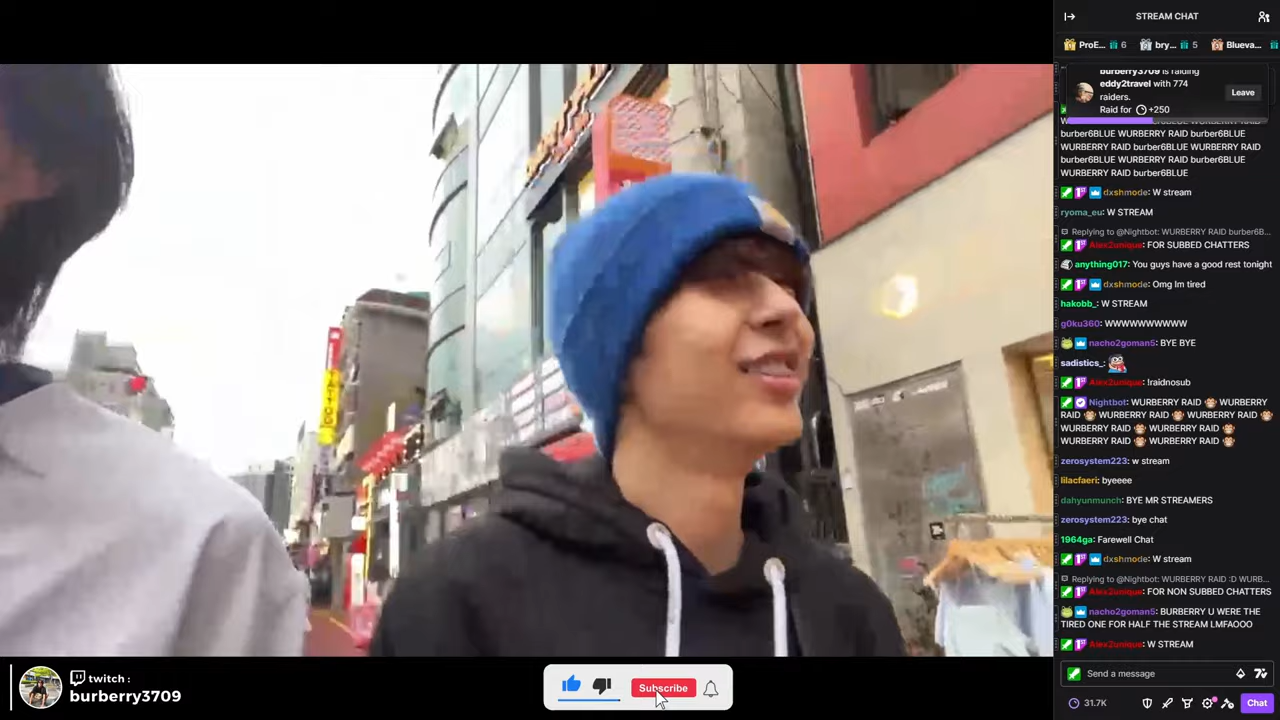 STREAM CHAT
ProE... 6 bry... 5 Blueva...
burberry3709 is raiding
eddy2travel with 774
raiders.
Raid for +250
Leave
burber6BLUE WURBERRY RAID burber6BLUE
WURBERRY RAID burber6BLUE WURBERRY RAID
burber6BLUE WURBERRY RAID burber6BLUE
WURBERRY RAID burber6BLUE
dxshmode: W stream
ryoma_eu: W STREAM
Replying to @Nightbot: WURBERRY RAID burber6B...
Alex2unique: FOR SUBBED CHATTERS
anything017: You guys have a good rest tonight
dxshmode: Omg Im tired
hakobb_: W STREAM
g0ku360: WWWWWWWWWW
nacho2goman5: BYE BYE
sadistics_:
Alex2unique: !raidnosub
Nightbot: WURBERRY RAID WURBERRY
RAID WURBERRY RAID WURBERRY RAID
WURBERRY RAID WURBERRY RAID
WURBERRY RAID WURBERRY RAID
zerosystem223: w stream
lilacfaeri: byeeee
dahyunmunch: BYE MR STREAMERS
zerosystem223: bye chat
1964ga: Farewell Chat
dxshmode: W stream
Replying to @Nightbot: WURBERRY RAID :D WURB...
Alex2unique: FOR NON SUBBED CHATTERS
nacho2goman5: BURBERRY U WERE THE
TIRED ONE FOR HALF THE STREAM LMFAOOO
Alex2unique: W STREAM
Send a message
31.7K
Chat
twitch :
burberry3709
Subscribe